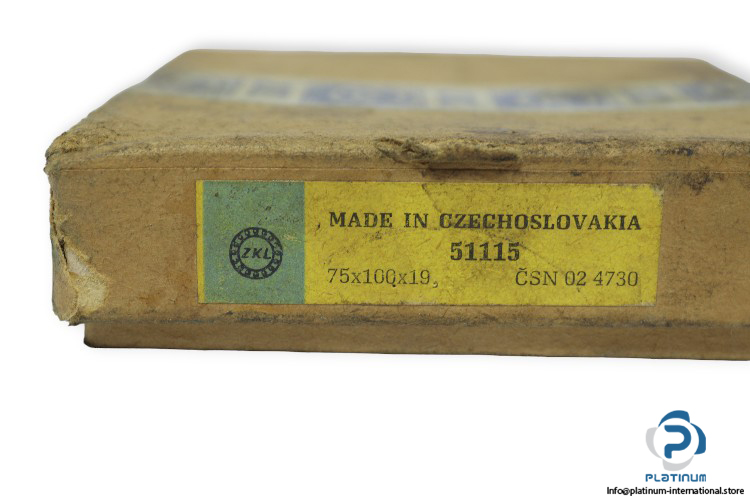 MADE IN CZECHOSLOVAKIA
ZKL
51115
75x100x19
ČSN 02 4730
PLATINUM
Info@platinum-international.store